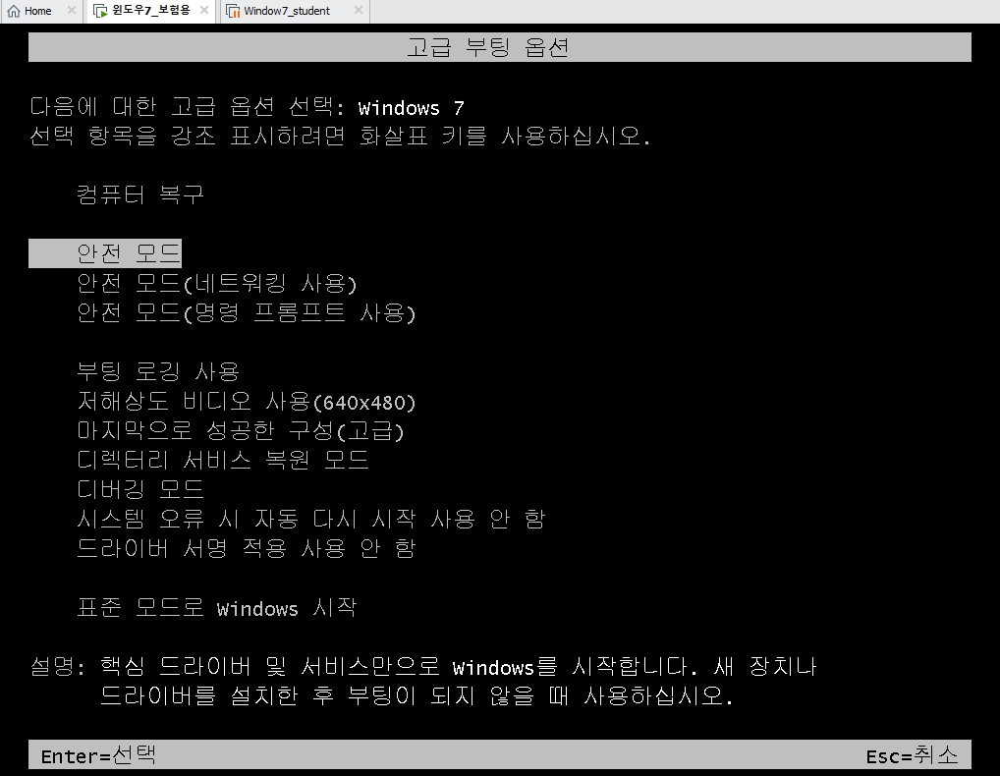 Home
윈도우7_보험용
Window7_student
고급 부팅 옵션
다음에 대한 고급 옵션 선택: Windows 7
선택 항목을 강조 표시하려면 화살표 키를 사용하십시오.
컴퓨터 복구
안전 모드
안전 모드(네트워킹 사용)
안전 모드(명령 프롬프트 사용)
부팅 로깅 사용
저해상도 비디오 사용(640x480)
마지막으로 성공한 구성(고급)
디렉터리 서비스 복원 모드
디버깅 모드
시스템 오류 시 자동 다시 시작 사용 안 함
드라이버 서명 적용 사용 안 함
표준 모드로 Windows 시작
설명: 핵심 드라이버 및 서비스만으로 Windows를 시작합니다. 새 장치나
드라이버를 설치한 후 부팅이 되지 않을 때 사용하십시오.
Enter=선택 Esc=취소